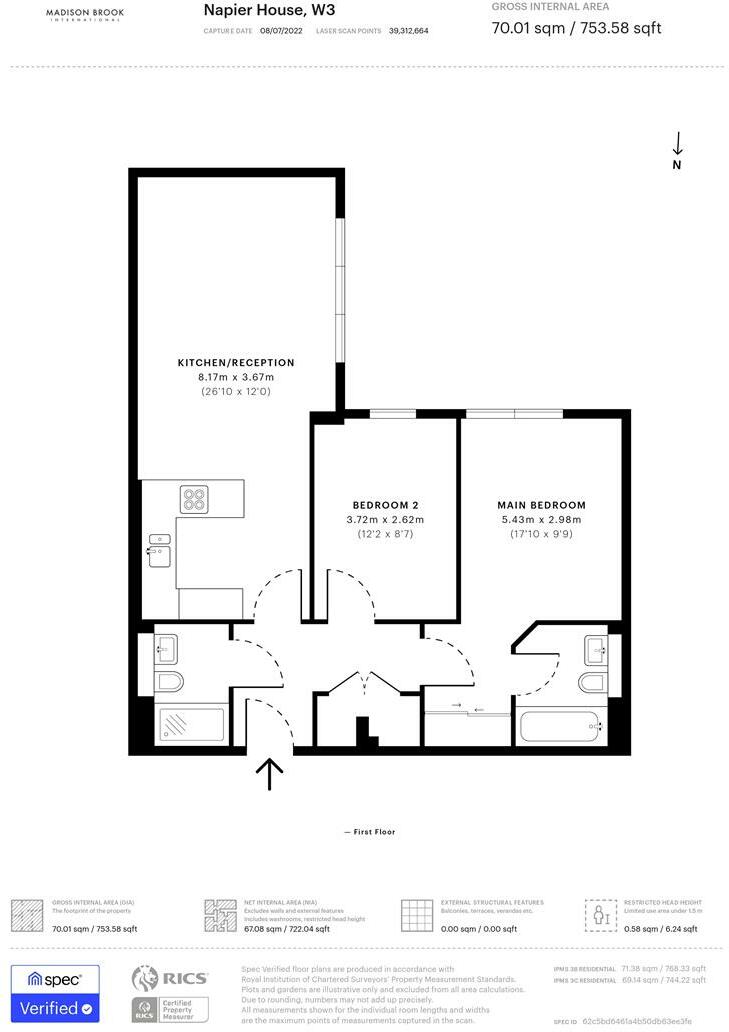 MADISON BROOK
INTERNATIONAL
Napier House, W3
CAPTURE DATE 08/07/2022 LASER SCAN POINTS 39,312,664
GROSS INTERNAL AREA
70.01 sqm / 753.58 sqft
N
KITCHEN/RECEPTION
8.17m x 3.67m
(26'10 x 12'0)
BEDROOM 2
3.72m x 2.62m
(12'2 x 8'7)
MAIN BEDROOM
5.43m x 2.98m
(17'10 x 9'9)
— First Floor
GROSS INTERNAL AREA (GIA)
The footprint of the property
70.01 sqm / 753.58 sqft
NET INTERNAL AREA (NIA)
Excludes walls and external features
Includes washrooms, restricted head height
67.08 sqm / 722.04 sqft
EXTERNAL STRUCTURAL FEATURES
Balconies, terraces, verandas etc.
0.00 sqm / 0.00 sqft
RESTRICTED HEAD HEIGHT
Limited use area under 1.5 m
0.58 sqm / 6.24 sqft
spec®
Verified
RICS®
RICS
Certified
Property
Measurer
Spec Verified floor plans are produced in accordance with
Royal Institution of Chartered Surveyors' Property Measurement Standards.
Plots and gardens are illustrative only and excluded from all area calculations.
Due to rounding, numbers may not add up precisely.
All measurements shown for the individual room lengths and widths
are the maximum points of measurements captured in the scan.
IPMS 3B RESIDENTIAL 71.38 sqm / 768.33 sqft
IPMS 3C RESIDENTIAL 69.14 sqm / 744.22 sqft
SPEC ID 62c5bd6461a4b50db63ee3fe